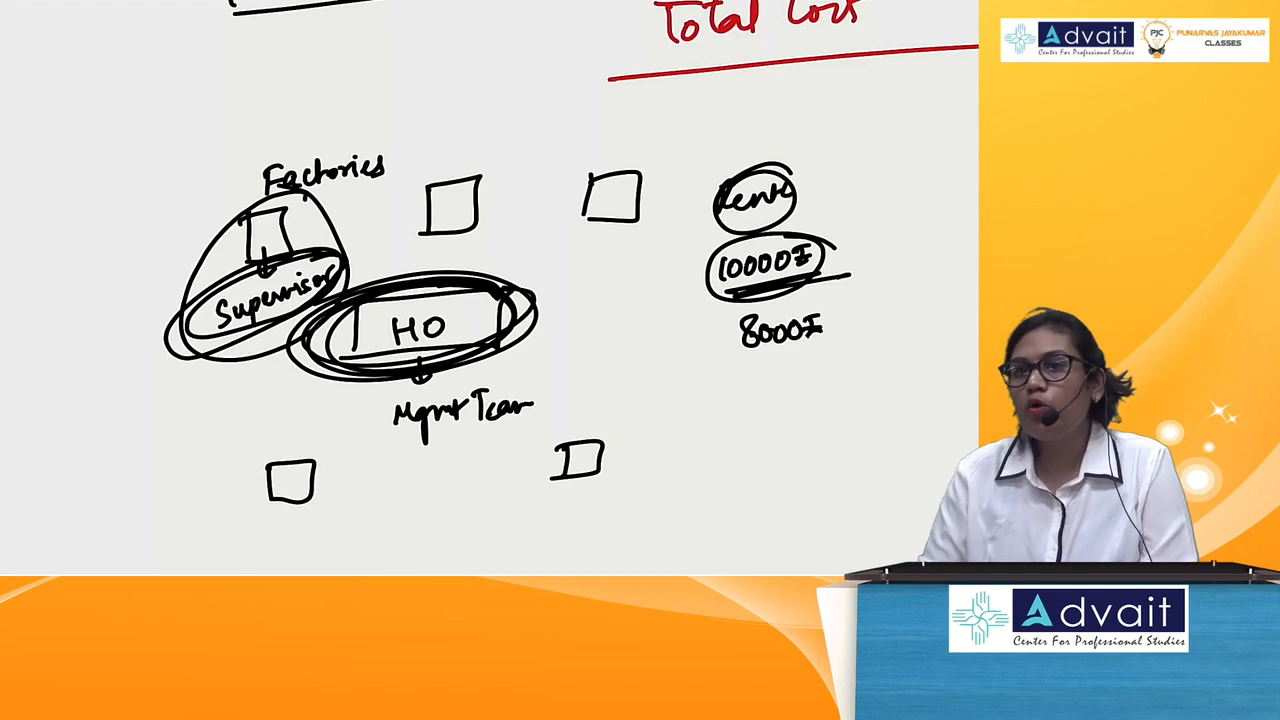 Total Cost
Factories
Rent
10000
Supervisor
HO
8000
Mgmt Team
Advait
Center For Professional Studies
PJC
PUNARVAS JAYAKUMAR
CLASSES
Advait
Center For Professional Studies